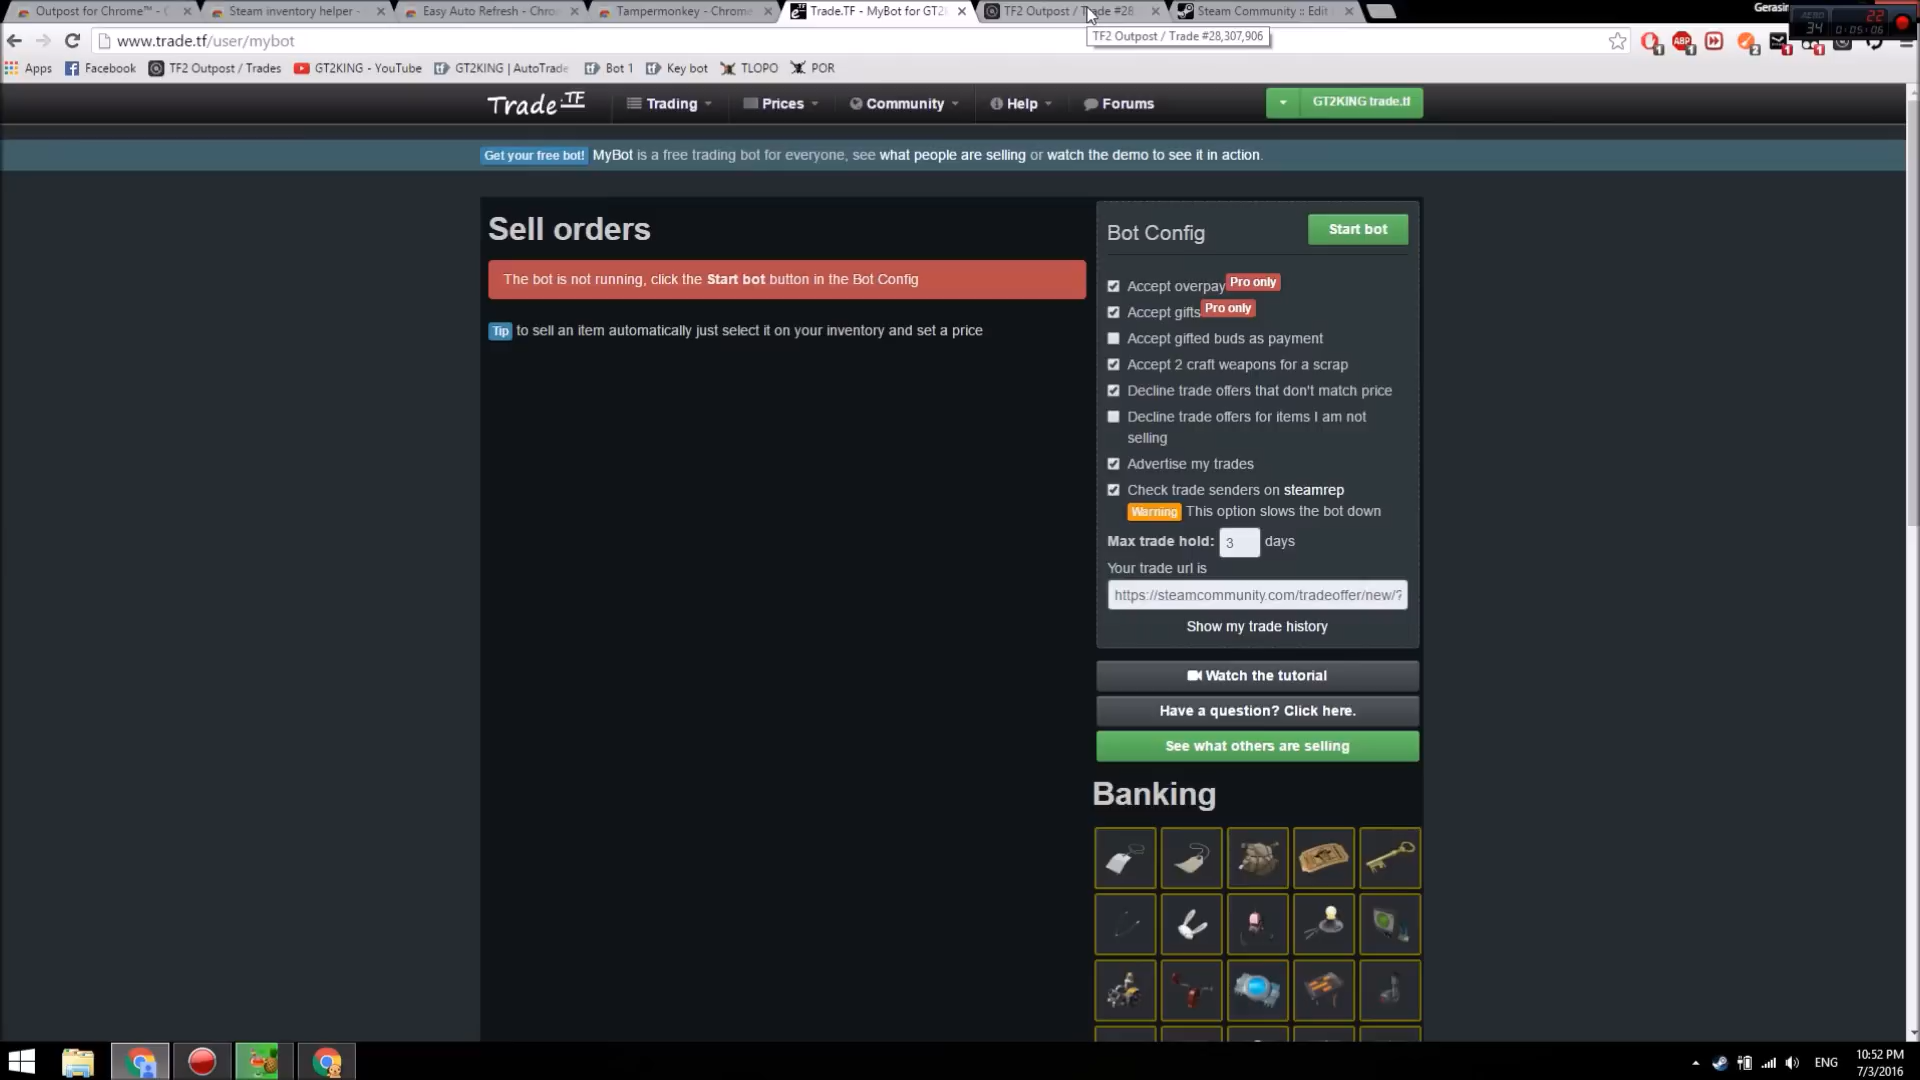 Outpost for Chrome™ - C
Steam inventory helper -
Easy Auto Refresh - Chro
Tampermonkey - Chrome
Trade.TF - MyBot for GT2
TF2 Outpost / Trade #28
Steam Community :: Edit
Gerasim
34
22
0:05:06
www.trade.tf/user/mybot
TF2 Outpost / Trade #28,307,906
Apps
Facebook
TF2 Outpost / Trades
GT2KING - YouTube
GT2KING | AutoTrade
Bot 1
Key bot
TLOPO
POR
Trade.TF
Trading
Prices
Community
Help
Forums
GT2KING trade.tf
Get your free bot! MyBot is a free trading bot for everyone, see what people are selling or watch the demo to see it in action.
Sell orders
The bot is not running, click the Start bot button in the Bot Config
Tip to sell an item automatically just select it on your inventory and set a price
Bot Config
Start bot
Accept overpay Pro only
Accept gifts Pro only
Accept gifted buds as payment
Accept 2 craft weapons for a scrap
Decline trade offers that don't match price
Decline trade offers for items I am not
selling
Advertise my trades
Check trade senders on steamrep
Warning This option slows the bot down
Max trade hold: 3 days
Your trade url is
https://steamcommunity.com/tradeoffer/new/?
Show my trade history
Watch the tutorial
Have a question? Click here.
See what others are selling
Banking
ENG
10:52 PM
7/3/2016